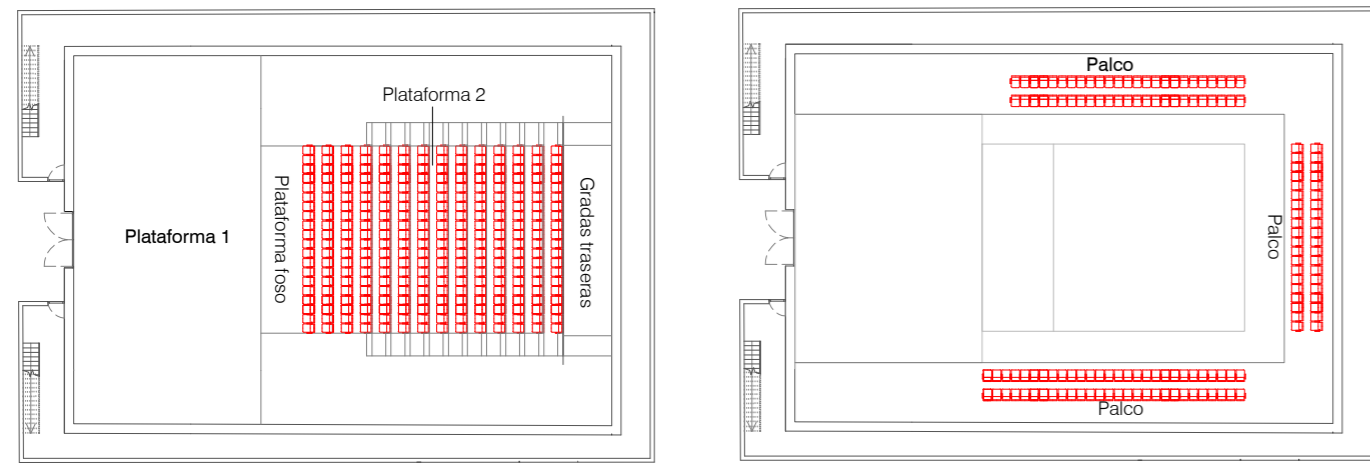 Plataforma 2
Plataforma 1
Plataforma foso
Gradas traseras
Palco
Palco
Palco